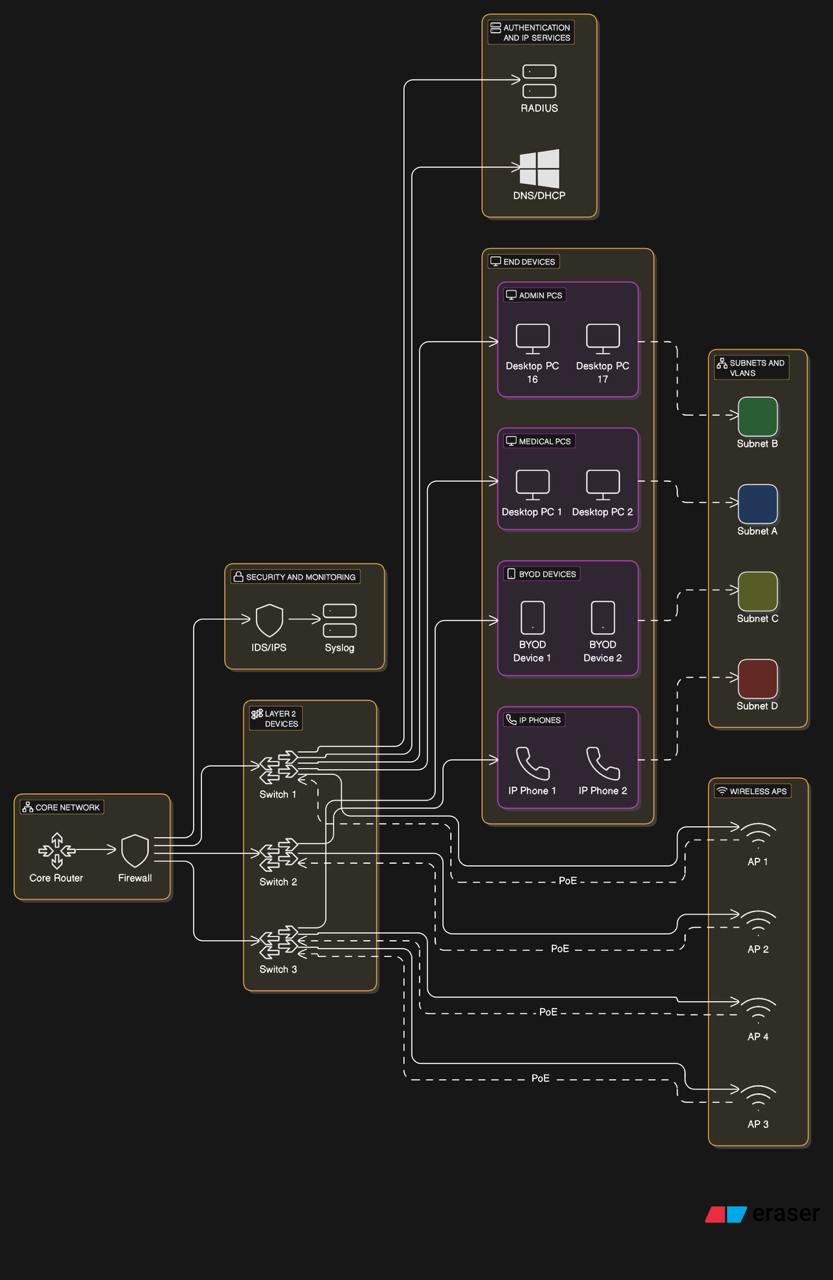 AUTHENTICATION
AND IP SERVICES
RADIUS
DNS/DHCP
END DEVICES
ADMIN PCS
Desktop PC
16
Desktop PC
17
MEDICAL PCS
Desktop PC 1
Desktop PC 2
BYOD DEVICES
BYOD
Device 1
BYOD
Device 2
IP PHONES
IP Phone 1
IP Phone 2
SUBNETS AND
VLANS
Subnet B
Subnet A
Subnet C
Subnet D
SECURITY AND MONITORING
IDS/IPS
Syslog
LAYER 2
DEVICES
Switch 1
Switch 2
Switch 3
CORE NETWORK
Core Router
Firewall
WIRELESS APS
AP 1
AP 2
AP 4
AP 3
PoE
PoE
PoE
PoE
eraser